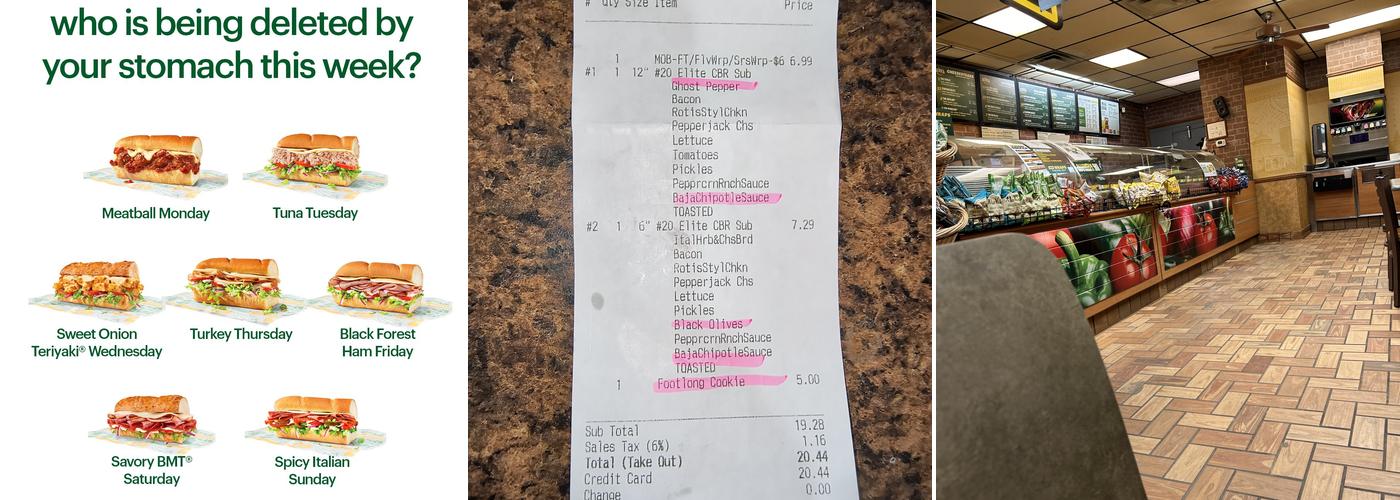 who is being deleted by
your stomach this week?
Meatball Monday
Tuna Tuesday
Sweet Onion
Teriyaki® Wednesday
Turkey Thursday
Black Forest
Ham Friday
Savory BMT®
Saturday
Spicy Italian
Sunday
# Qty Size Item Price
1 MOB-FT/FlvWrp/SrsWrp-$6 6.99
#1 1 12" #20 Elite CBR Sub
Ghost Pepper
Bacon
RotisStylChkn
Pepperjack Chs
Lettuce
Tomatoes
Pickles
PepprcrnRnchSauce
BajaChipotleSauce
TOASTED
#2 1 6" #20 Elite CBR Sub 7.29
ItalHrb&ChsBrd
Bacon
RotisStylChkn
Pepperjack Chs
Lettuce
Pickles
Black Olives
PepprcrnRnchSauce
BajaChipotleSauce
TOASTED
1 Footlong Cookie 5.00
Sub Total 19.28
Sales Tax (6%) 1.16
Total (Take Out) 20.44
Credit Card 20.44
Change 0.00